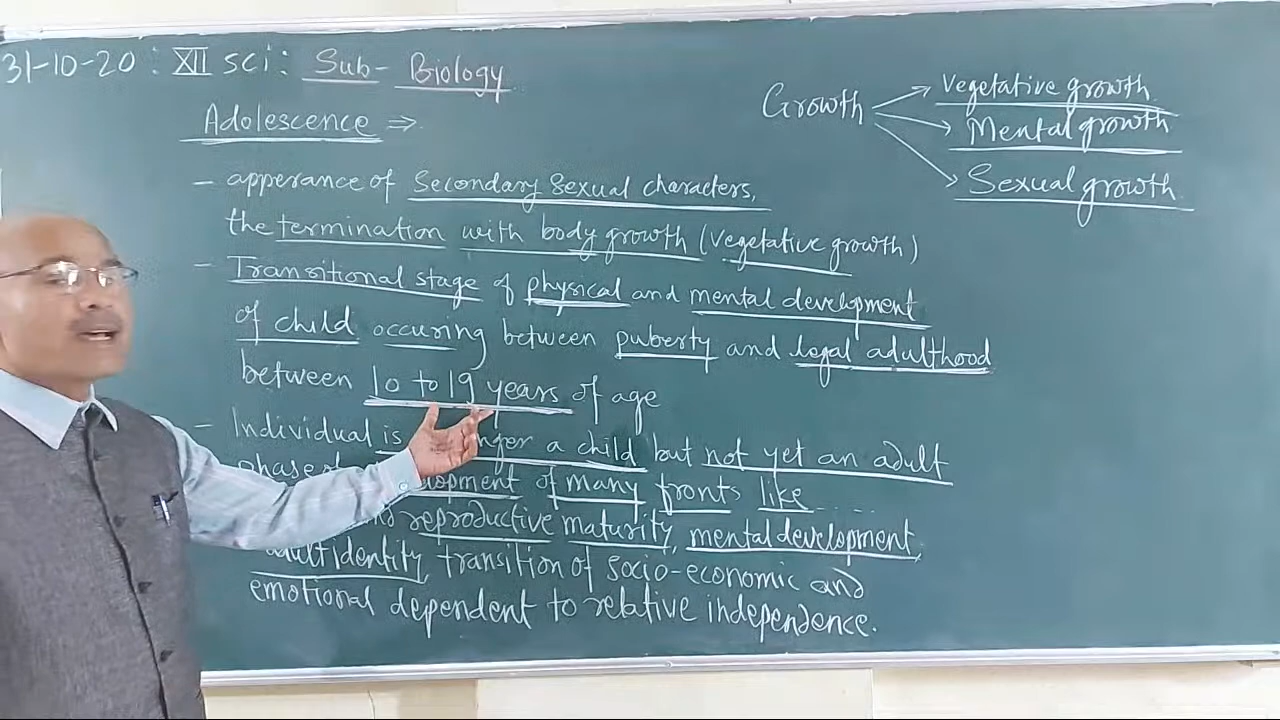 31-10-20 : XII sci : Sub- Biology
Adolescence ⇒
- apperance of Secondary Sexual characters,
the termination with body growth (vegetative growth)
- Transitional stage of physical and mental development
of child occuring between puberty and legal adulthood
between 10 to 19 years of age
- Individual is a child but not yet an adult
phase of many fronts like .....
reproductive maturity, mental development,
adult identity, transition of socio-economic and
emotional dependent to relative independence.
Growth
Vegetative growth
Mental growth
Sexual growth